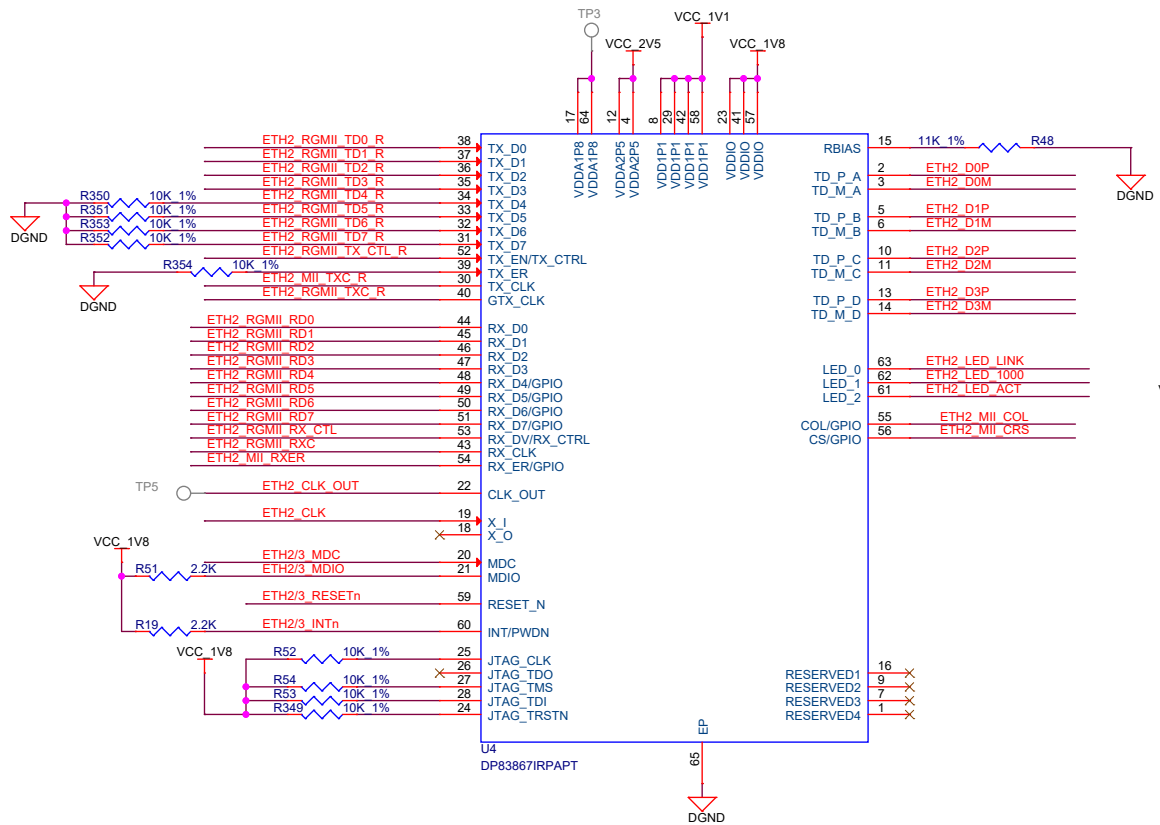 TP3
VCC_1V1
VCC_2V5
VCC_1V8
17
64
12
4
8
29
42
58
23
41
57
VDDA1P8
VDDA1P8
VDDA2P5
VDDA2P5
VDD1P1
VDD1P1
VDD1P1
VDD1P1
VDDIO
VDDIO
VDDIO
ETH2_RGMII_TD0_R 38 TX_D0
ETH2_RGMII_TD1_R 37 TX_D1
ETH2_RGMII_TD2_R 36 TX_D2
ETH2_RGMII_TD3_R 35 TX_D3
R350 10K_1% ETH2_RGMII_TD4_R 34 TX_D4
R351 10K_1% ETH2_RGMII_TD5_R 33 TX_D5
R353 10K_1% ETH2_RGMII_TD6_R 32 TX_D6
R352 10K_1% ETH2_RGMII_TD7_R 31 TX_D7
DGND
ETH2_RGMII_TX_CTL_R 52 TX_EN/TX_CTRL
R354 10K_1% 39 TX_ER
DGND
ETH2_MII_TXC_R 30 TX_CLK
ETH2_RGMII_TXC_R 40 GTX_CLK
ETH2_RGMII_RD0 44 RX_D0
ETH2_RGMII_RD1 45 RX_D1
ETH2_RGMII_RD2 46 RX_D2
ETH2_RGMII_RD3 47 RX_D3
ETH2_RGMII_RD4 48 RX_D4/GPIO
ETH2_RGMII_RD5 49 RX_D5/GPIO
ETH2_RGMII_RD6 50 RX_D6/GPIO
ETH2_RGMII_RD7 51 RX_D7/GPIO
ETH2_RGMII_RX_CTL 53 RX_DV/RX_CTRL
ETH2_RGMII_RXC 43 RX_CLK
ETH2_MII_RXER 54 RX_ER/GPIO
TP5 ETH2_CLK_OUT 22 CLK_OUT
ETH2_CLK 19 X_I
18 X_O
VCC_1V8
ETH2/3_MDC 20 MDC
R51 2.2K ETH2/3_MDIO 21 MDIO
ETH2/3_RESETn 59 RESET_N
R19 2.2K ETH2/3_INTn 60 INT/PWDN
VCC_1V8
R52 10K_1% 25 JTAG_CLK
26 JTAG_TDO
R54 10K_1% 27 JTAG_TMS
R53 10K_1% 28 JTAG_TDI
R349 10K_1% 24 JTAG_TRSTN
RBIAS 15 11K_1% R48
DGND
TD_P_A 2 ETH2_D0P
TD_M_A 3 ETH2_D0M
TD_P_B 5 ETH2_D1P
TD_M_B 6 ETH2_D1M
TD_P_C 10 ETH2_D2P
TD_M_C 11 ETH2_D2M
TD_P_D 13 ETH2_D3P
TD_M_D 14 ETH2_D3M
LED_0 63 ETH2_LED_LINK
LED_1 62 ETH2_LED_1000
LED_2 61 ETH2_LED_ACT
COL/GPIO 55 ETH2_MII_COL
CS/GPIO 56 ETH2_MII_CRS
RESERVED1 16
RESERVED2 9
RESERVED3 7
RESERVED4 1
EP
65
DGND
U4
DP83867IRPAPT